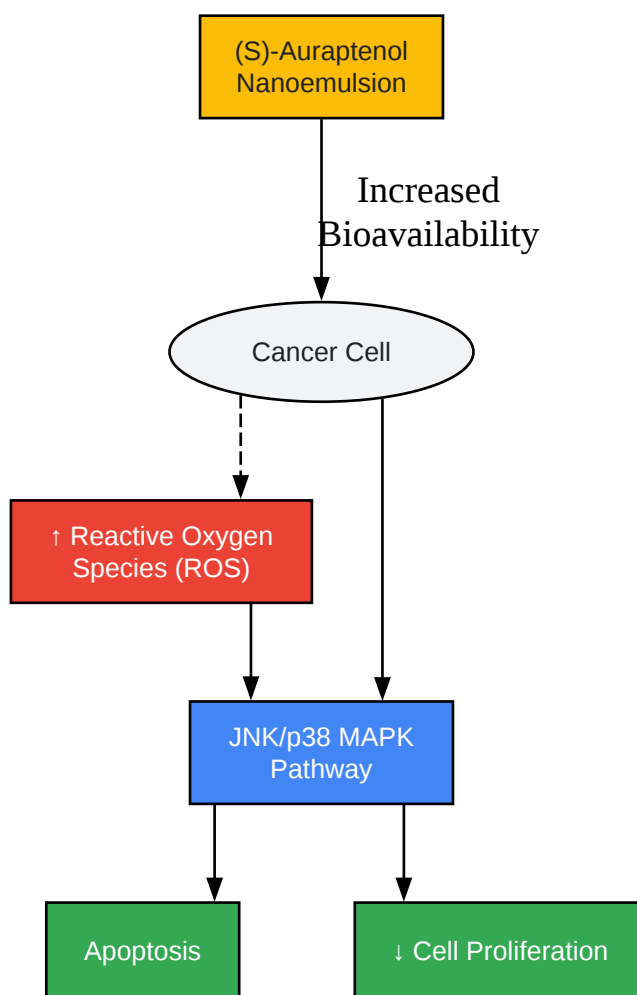 (S)-Auraptenol
Nanoemulsion
Increased
Bioavailability
Cancer Cell
↑ Reactive Oxygen
Species (ROS)
JNK/p38 MAPK
Pathway
Apoptosis
↓ Cell Proliferation